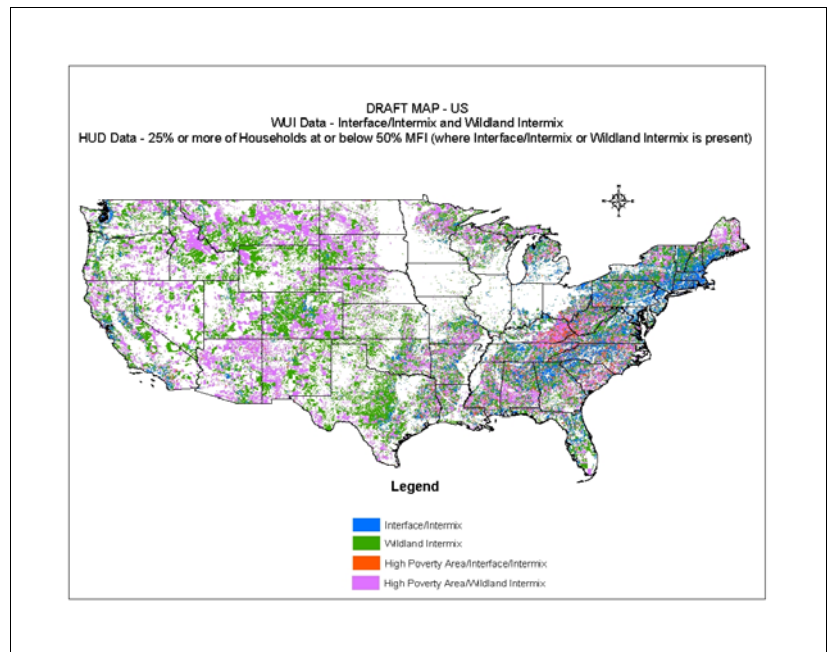 DRAFT MAP - US
WUI Data - Interface/Intermix and Wildland Intermix
HUD Data - 25% or more of Households at or below 50% MFI (where Interface/Intermix or Wildland Intermix is present)
Legend
Interface/Intermix
Wildland Intermix
High Poverty Area/Interface/Intermix
High Poverty Area/Wildland Intermix